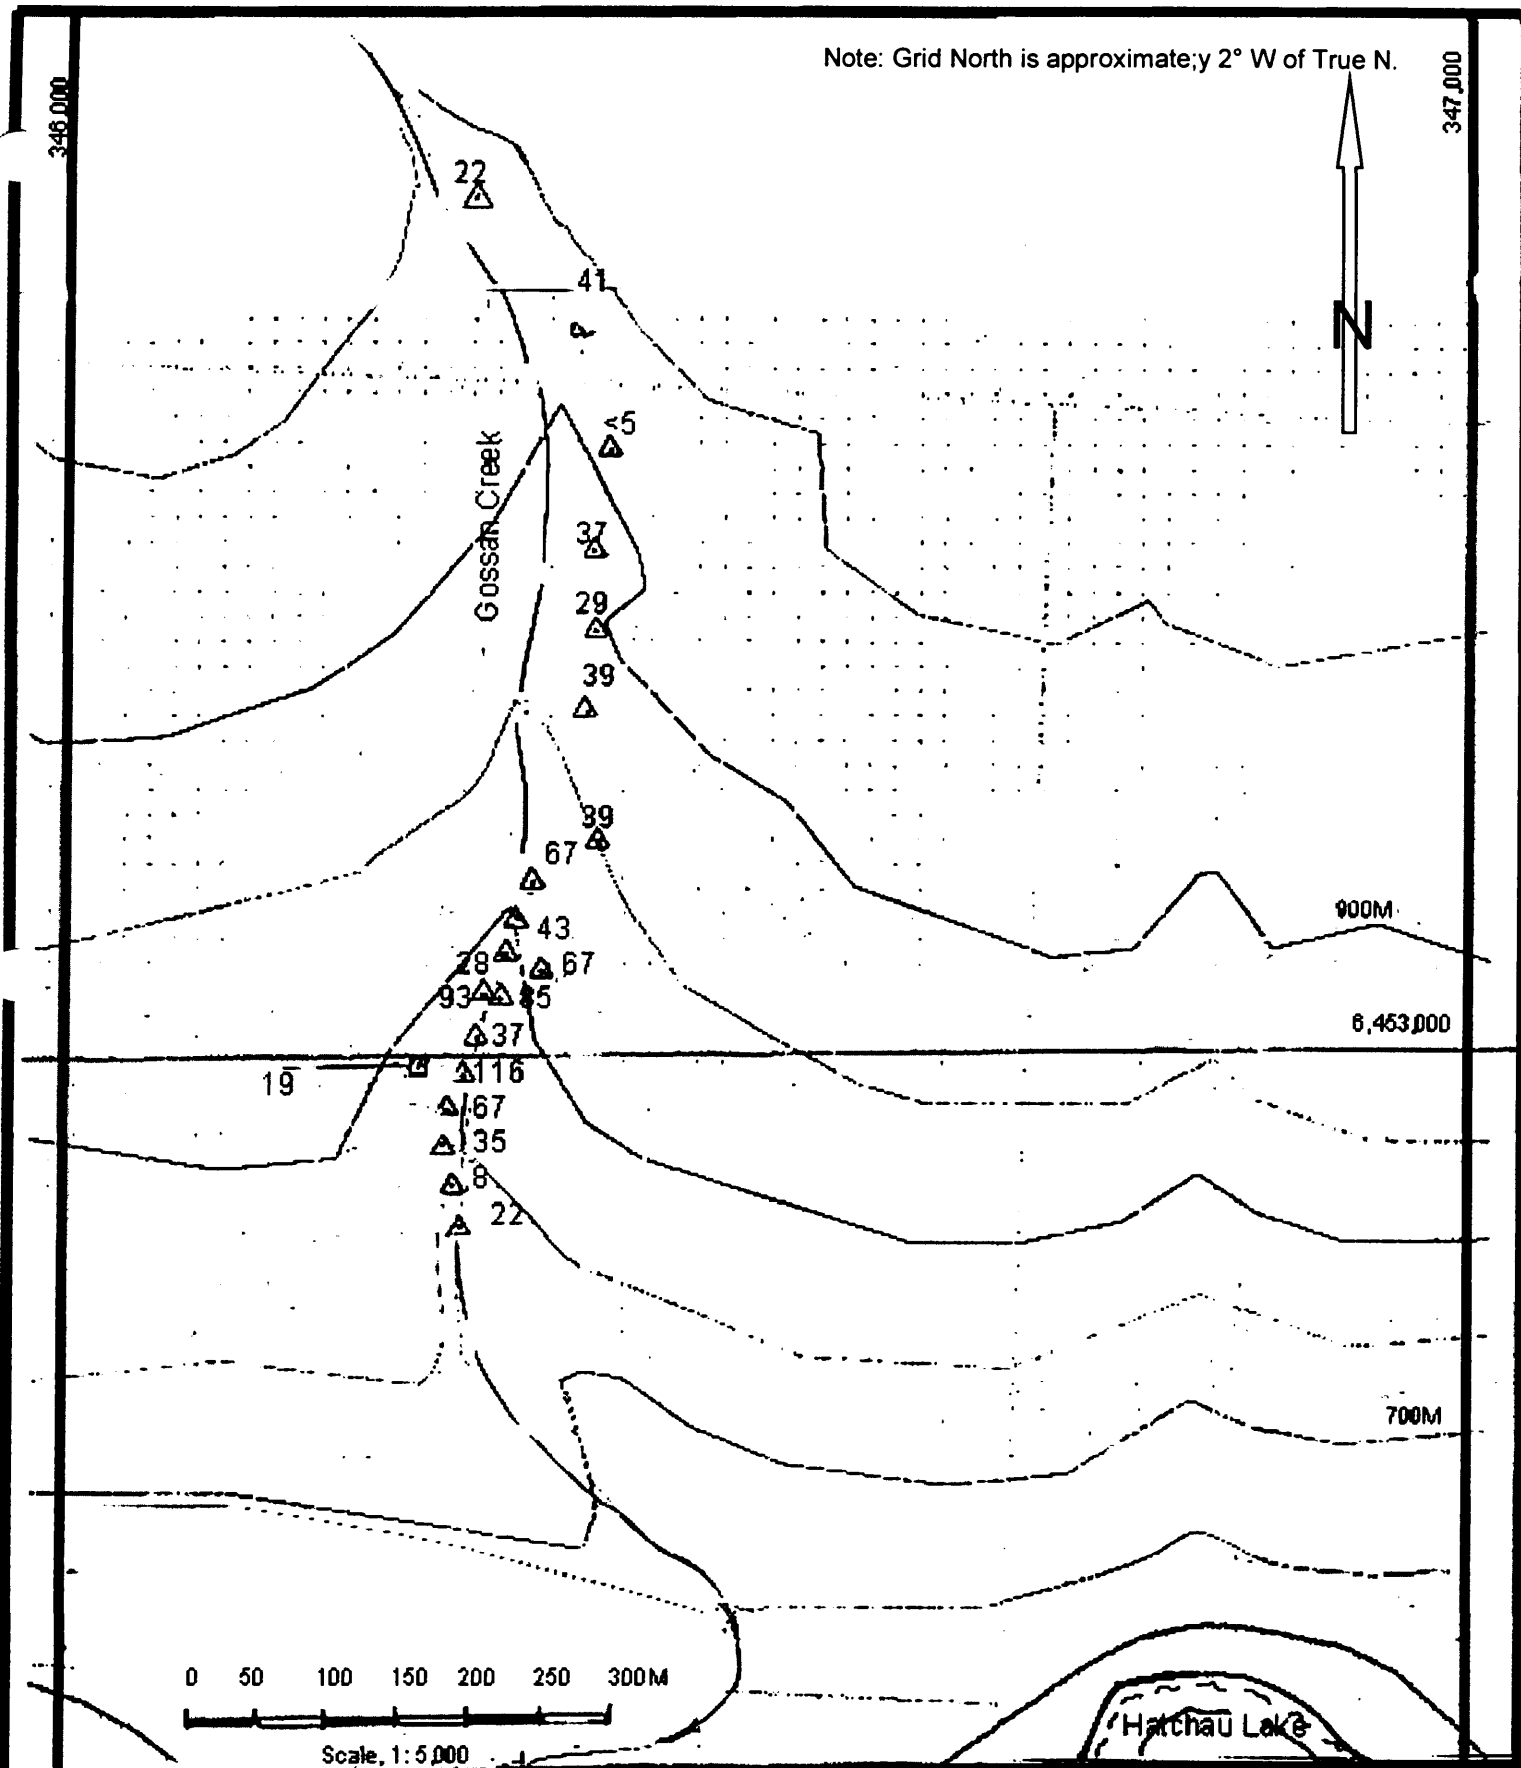 Note: Grid North is approximate;y 2° W of True N.
346,000
347,000
N
22
41
<5
Gossan Creek
37
29
39
39
67
43
28
67
93
85
37
116
19
67
35
8
22
900M
6,453,000
700M
0 50 100 150 200 250 300M
Scale, 1:5,000
Hatchau Lake